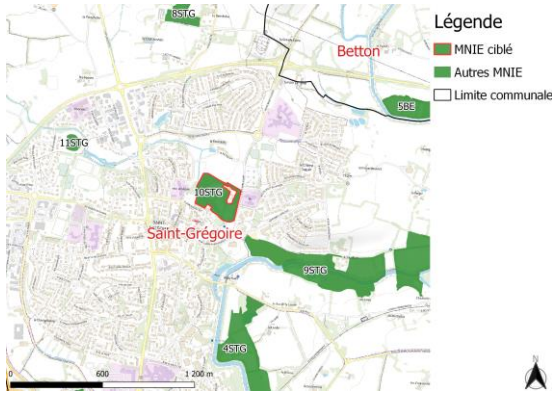 8STG
Betton
5BE
11STG
10STG
Saint-Grégoire
9STG
4STG
0 600 1 200 m
Légende
MNIE ciblé
Autres MNIE
Limite communale
N